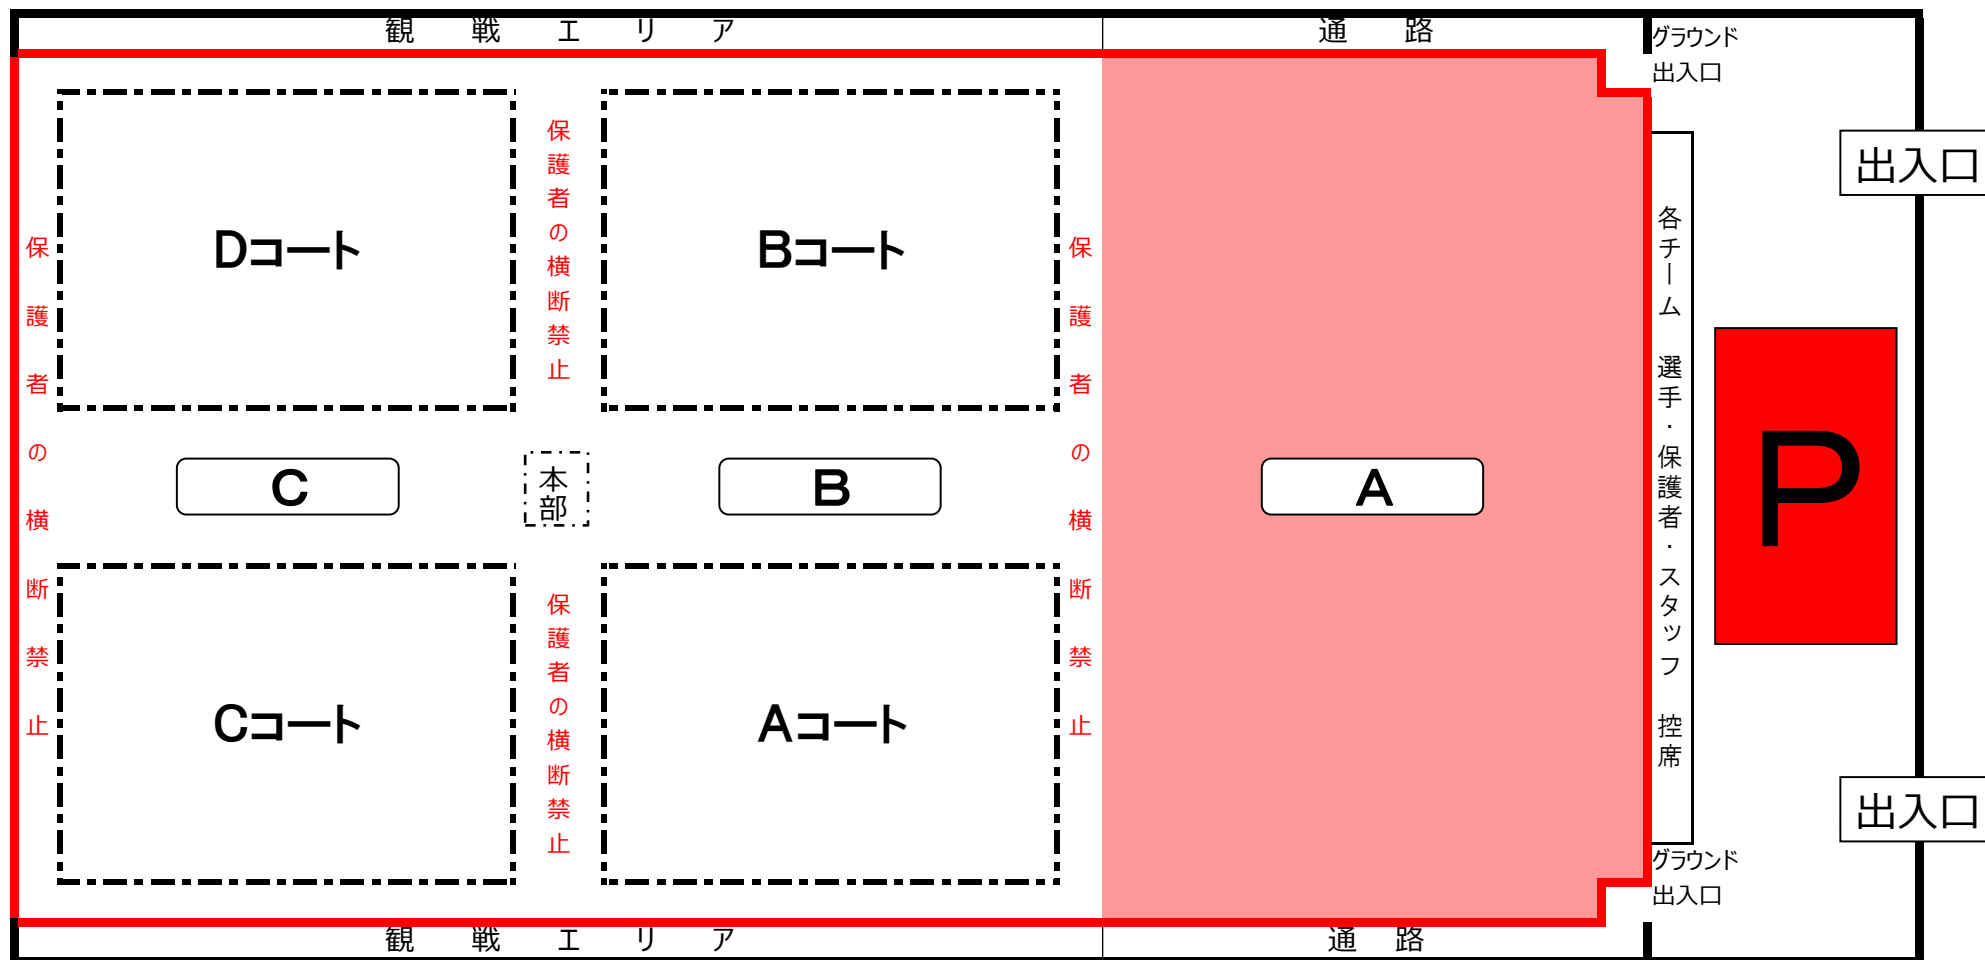 観戦エリア
通路
グラウンド
出入口
出入口
保護者の横断禁止
Dコート
保護者の横断禁止
Bコート
保護者の横断禁止
各チーム 選手・保護者・スタッフ 控席
P
C
本部
B
A
Cコート
保護者の横断禁止
Aコート
出入口
グラウンド
出入口
観戦エリア
通路